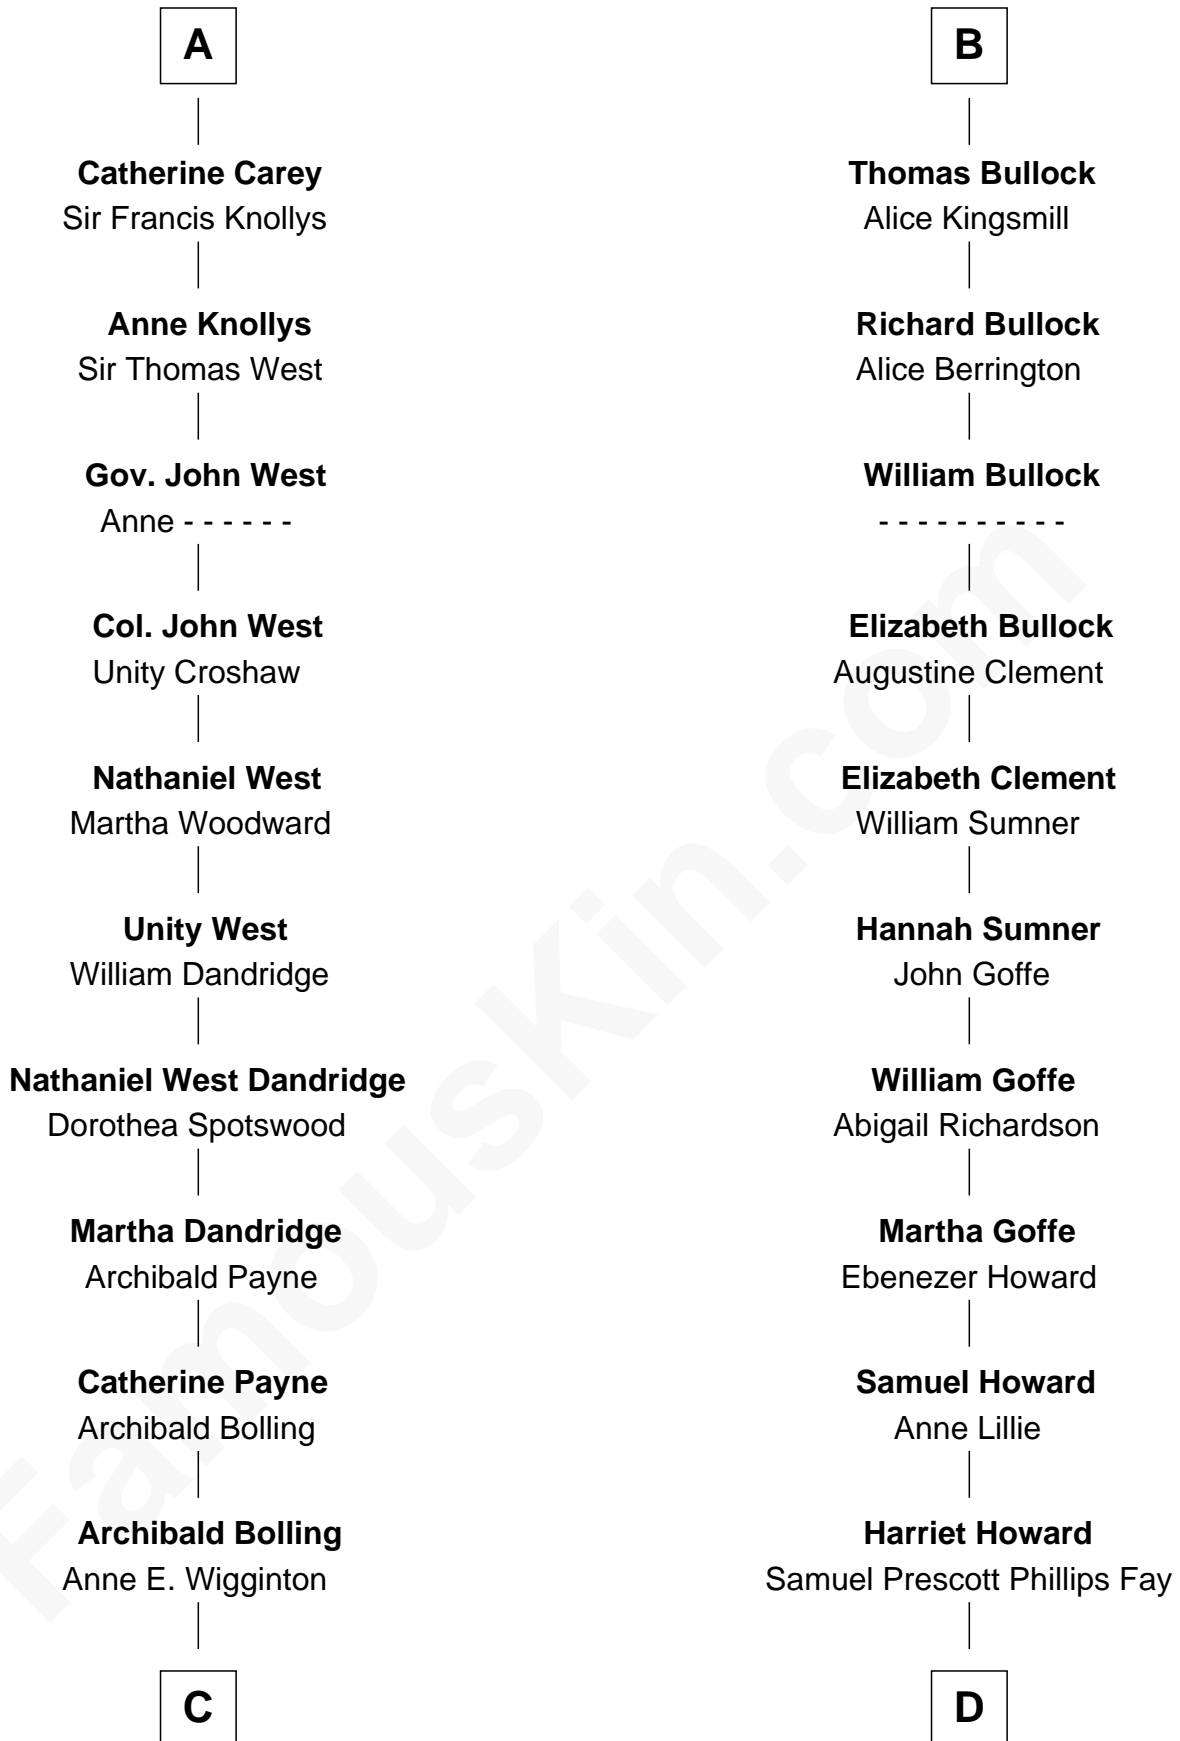 A
Catherine Carey
Sir Francis Knollys
Anne Knollys
Sir Thomas West
Gov. John West
Anne - - - - - -
Col. John West
Unity Croshaw
Nathaniel West
Martha Woodward
Unity West
William Dandridge
Nathaniel West Dandridge
Dorothea Spotswood
Martha Dandridge
Archibald Payne
Catherine Payne
Archibald Bolling
Archibald Bolling
Anne E. Wigginton
C
B
Thomas Bullock
Alice Kingsmill
Richard Bullock
Alice Berrington
William Bullock
- - - - - - - - - -
Elizabeth Bullock
Augustine Clement
Elizabeth Clement
William Sumner
Hannah Sumner
John Goffe
William Goffe
Abigail Richardson
Martha Goffe
Ebenezer Howard
Samuel Howard
Anne Lillie
Harriet Howard
Samuel Prescott Phillips Fay
D
FamousKin.com